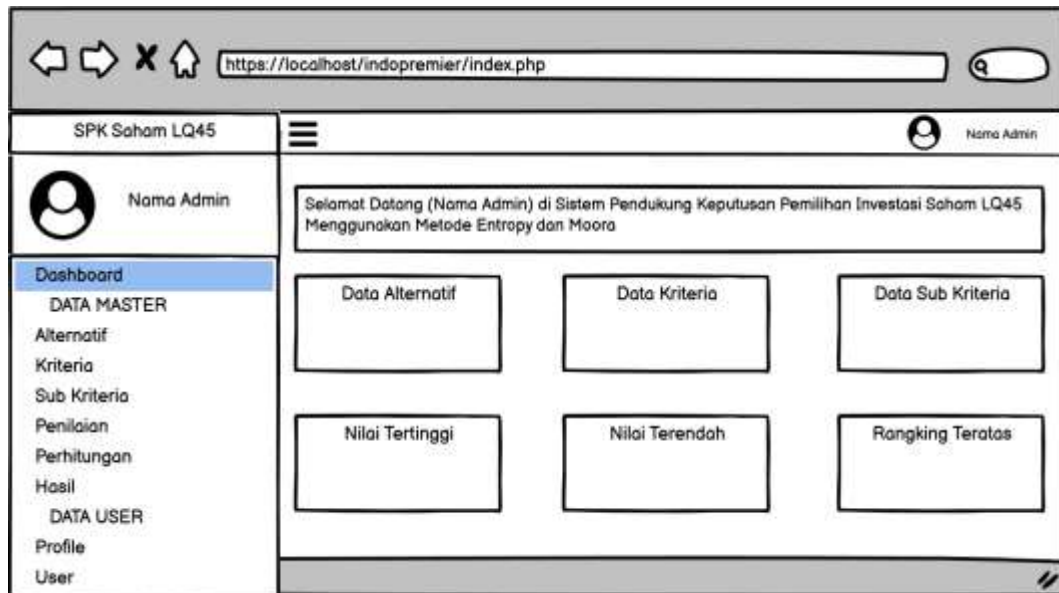 https://localhost/indopremier/index.php
SPK Saham LQ45
Nama Admin
Nama Admin
Selamat Datang (Nama Admin) di Sistem Pendukung Keputusan Pemilihan Investasi Saham LQ45
Menggunakan Metode Entropy dan Moora
Dashboard
DATA MASTER
Alternatif
Kriteria
Sub Kriteria
Penilaian
Perhitungan
Hasil
DATA USER
Profile
User
Data Alternatif
Data Kriteria
Data Sub Kriteria
Nilai Tertinggi
Nilai Terendah
Rangking Teratas